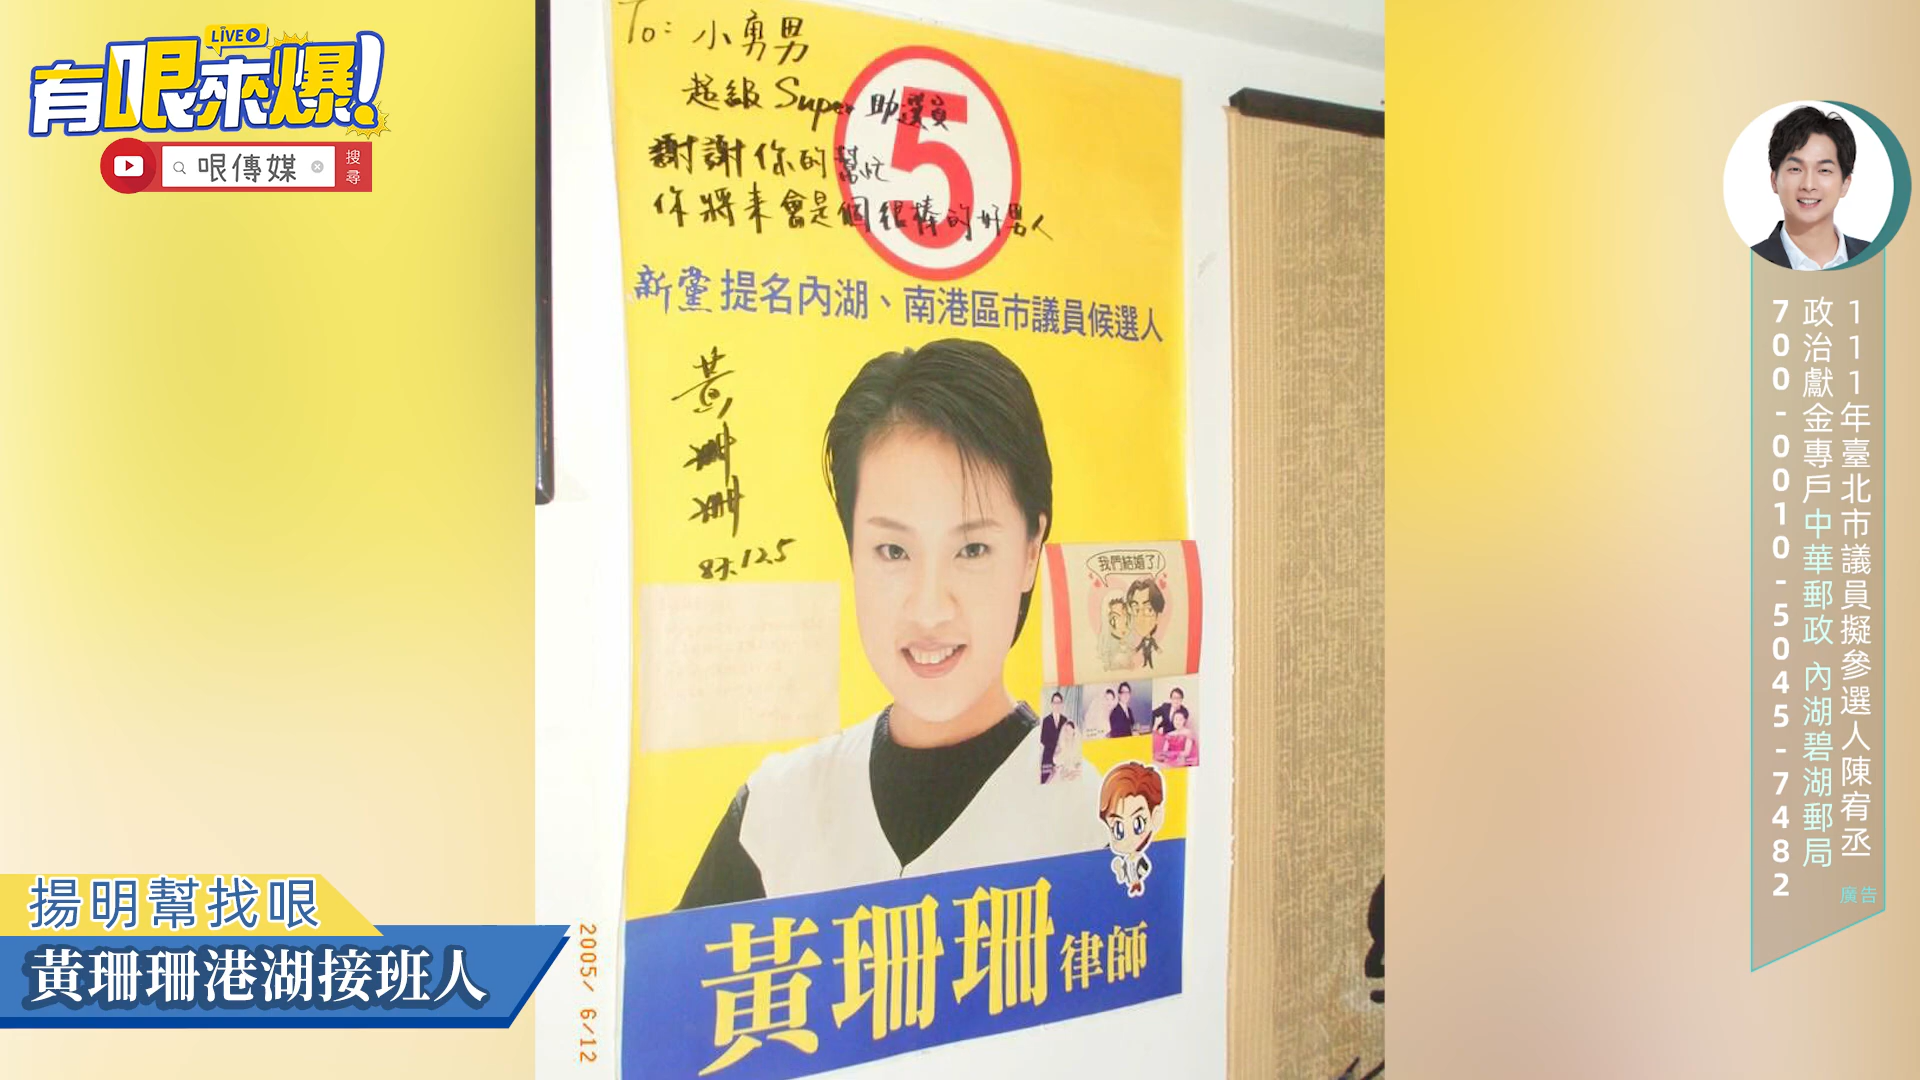 LIVE
有哏來爆!
哏傳媒
搜尋
To: 小勇男
超級 Super 助選員
謝謝你的幫忙
你將來會是個很棒的好男人
5
新黨提名內湖、南港區市議員候選人
黃珊珊
87.12.5
我們結婚了!
黃珊珊律師
2005/ 6/12
111年臺北市議員擬參選人陳宥丞
政治獻金專戶中華郵政 內湖碧湖郵局
700-0010-5045-7482
廣告
揚明幫找哏
黃珊珊港湖接班人